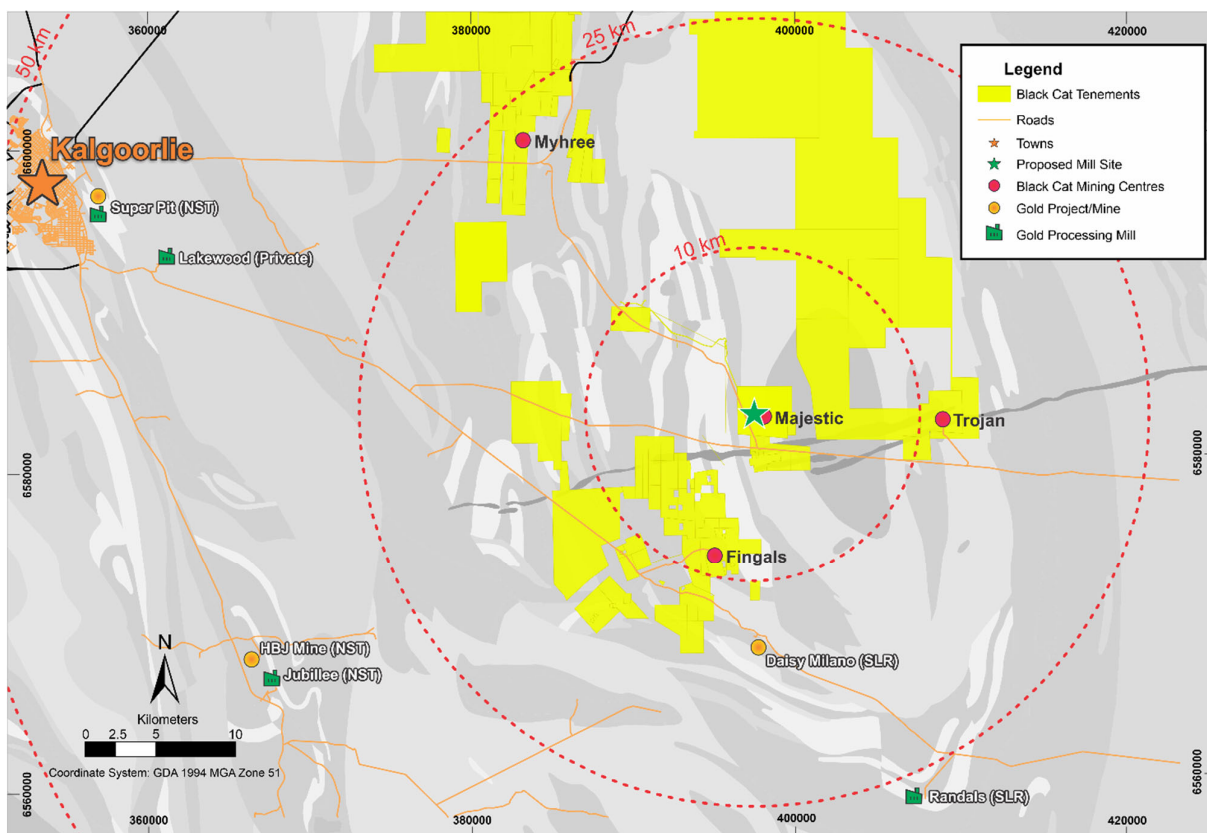 360000
380000
400000
420000
50 km
25 km
Legend
Black Cat Tenements
Roads
Towns
Proposed Mill Site
Black Cat Mining Centres
Gold Project/Mine
Gold Processing Mill
6600000
Kalgoorlie
Myhree
Super Pit (NST)
Lakewood (Private)
10 km
Majestic
Trojan
6580000
6580000
Fingals
HBJ Mine (NST)
Jubillee (NST)
Daisy Milano (SLR)
N
Kilometers
0 2.5 5 10
Coordinate System: GDA 1994 MGA Zone 51
Randals (SLR)
6560000
6560000
360000
380000
400000
420000